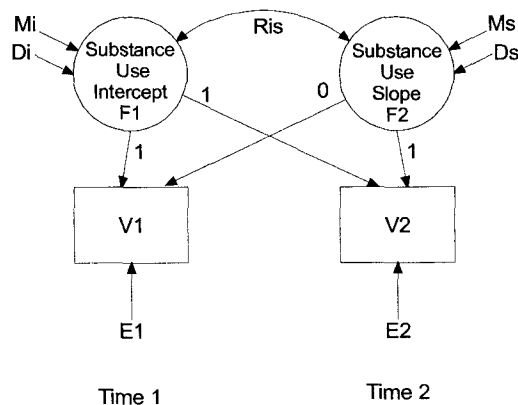 Mi
Di
Substance
Use
Intercept
F1
Ris
Substance
Use
Slope
F2
Ms
Ds
1
0
1
1
V1
V2
E1
E2
Time 1
Time 2